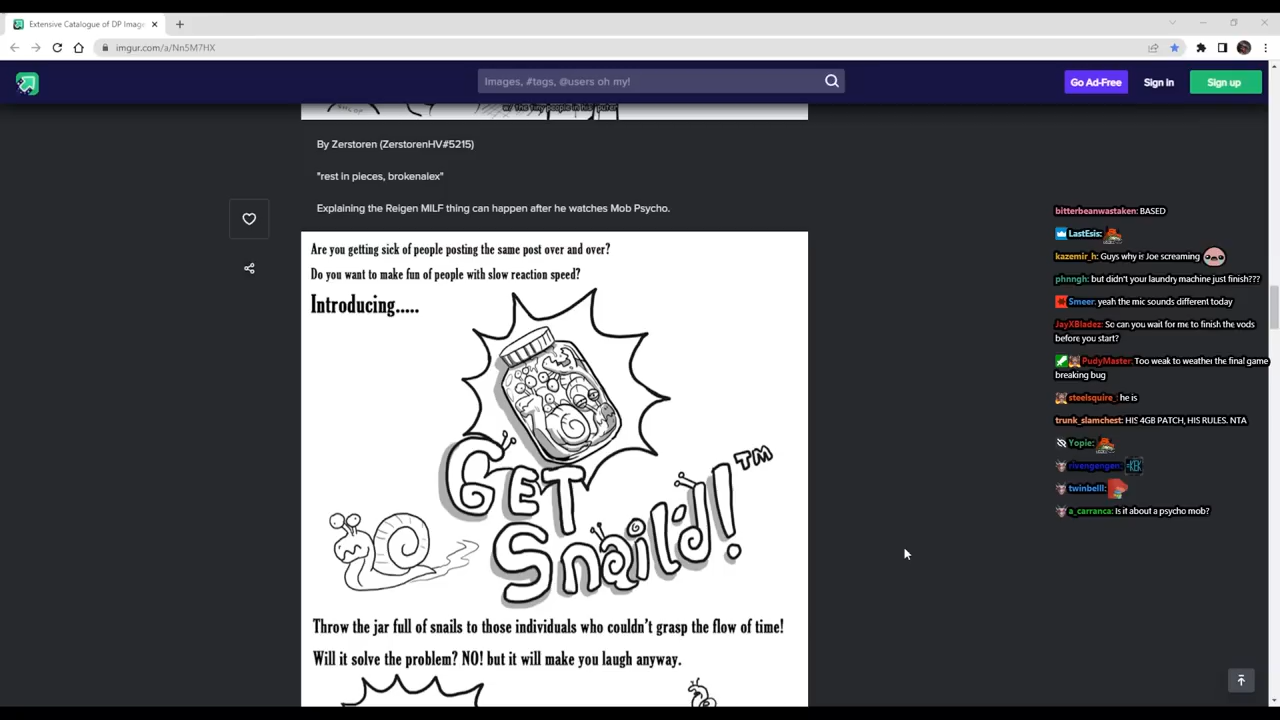 Extensive Catalogue of DP Imag
imgur.com/a/Nn5M7HX
Images, #tags, @users oh my!
Go Ad-Free
Sign in
Sign up
By Zerstoren (ZerstorenHV#5215)
"rest in pieces, brokenalex"
Explaining the Reigen MILF thing can happen after he watches Mob Psycho.
Are you getting sick of people posting the same post over and over?
Do you want to make fun of people with slow reaction speed?
Introducing.....
GET
Snail'd! TM
Throw the jar full of snails to those individuals who couldn't grasp the flow of time!
Will it solve the problem? NO! but it will make you laugh anyway.
bitterbeanwastaken: BASED
LastEsis:
kazemir_h: Guys why is Joe screaming
phnngh: but didn't your laundry machine just finish???
Smeer: yeah the mic sounds different today
JayXBladez: So can you wait for me to finish the vods
before you start?
PudyMaster: Too weak to weather the final game
breaking bug
steelsquire_: he is
trunk_slamchest: HIS 4GB PATCH, HIS RULES. NTA
Yopie:
rivangengen:
twinbelll:
a_carranca: Is it about a psycho mob?